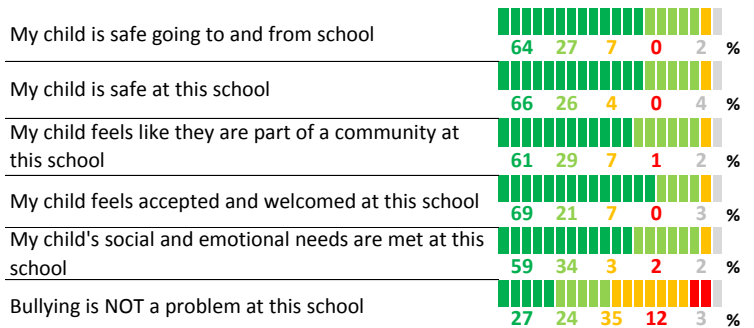 My child is safe going to and from school
64 27 7 0 2 %
My child is safe at this school
66 26 4 0 4 %
My child feels like they are part of a community at
this school
61 29 7 1 2 %
My child feels accepted and welcomed at this school
69 21 7 0 3 %
My child's social and emotional needs are met at this
school
59 34 3 2 2 %
Bullying is NOT a problem at this school
27 24 35 12 3 %